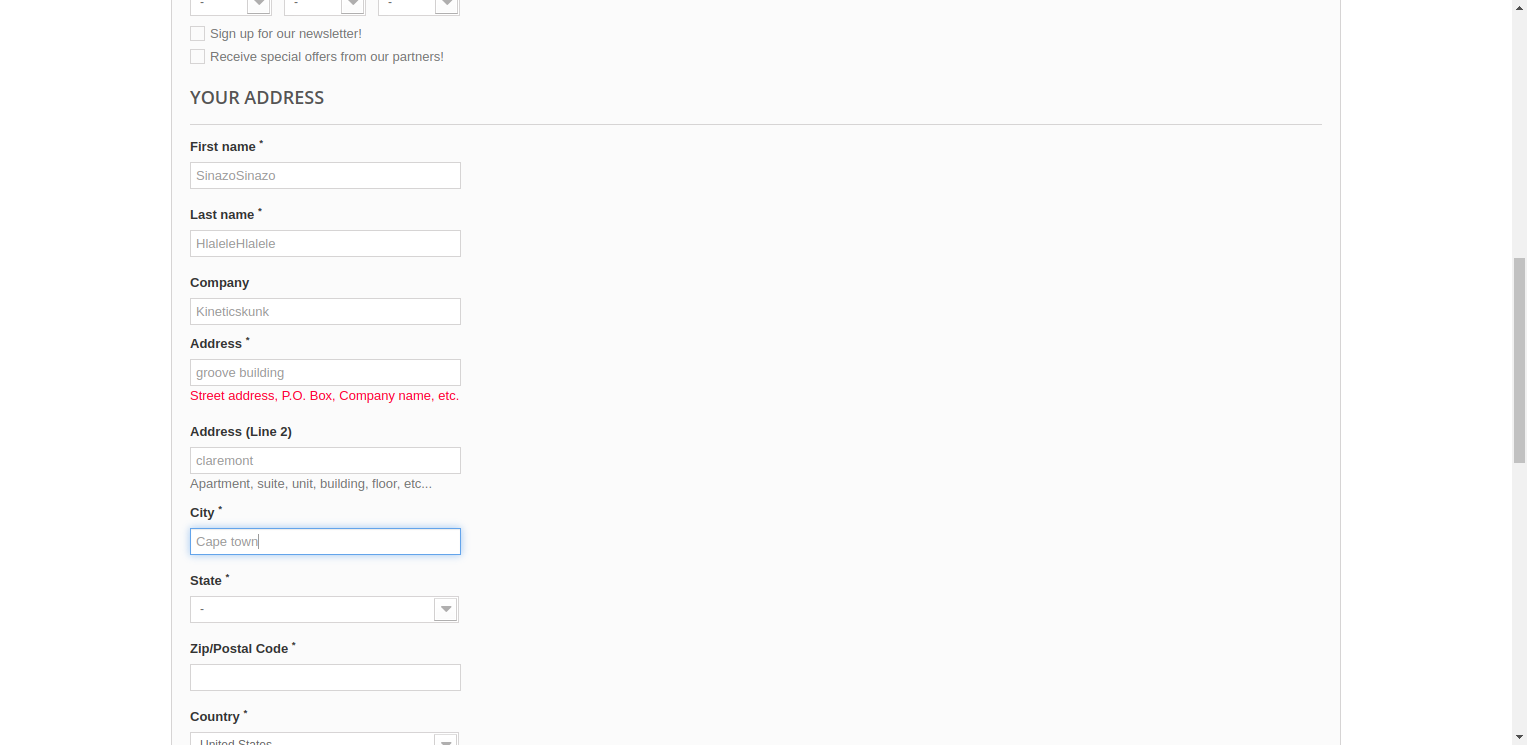 - - -
Sign up for our newsletter!
Receive special offers from our partners!
YOUR ADDRESS
First name *
SinazoSinazo
Last name *
HlaleleHlalele
Company
Kineticskunk
Address *
groove building
Street address, P.O. Box, Company name, etc.
Address (Line 2)
claremont
Apartment, suite, unit, building, floor, etc...
City *
Cape town
State *
-
Zip/Postal Code *
Country *
United States